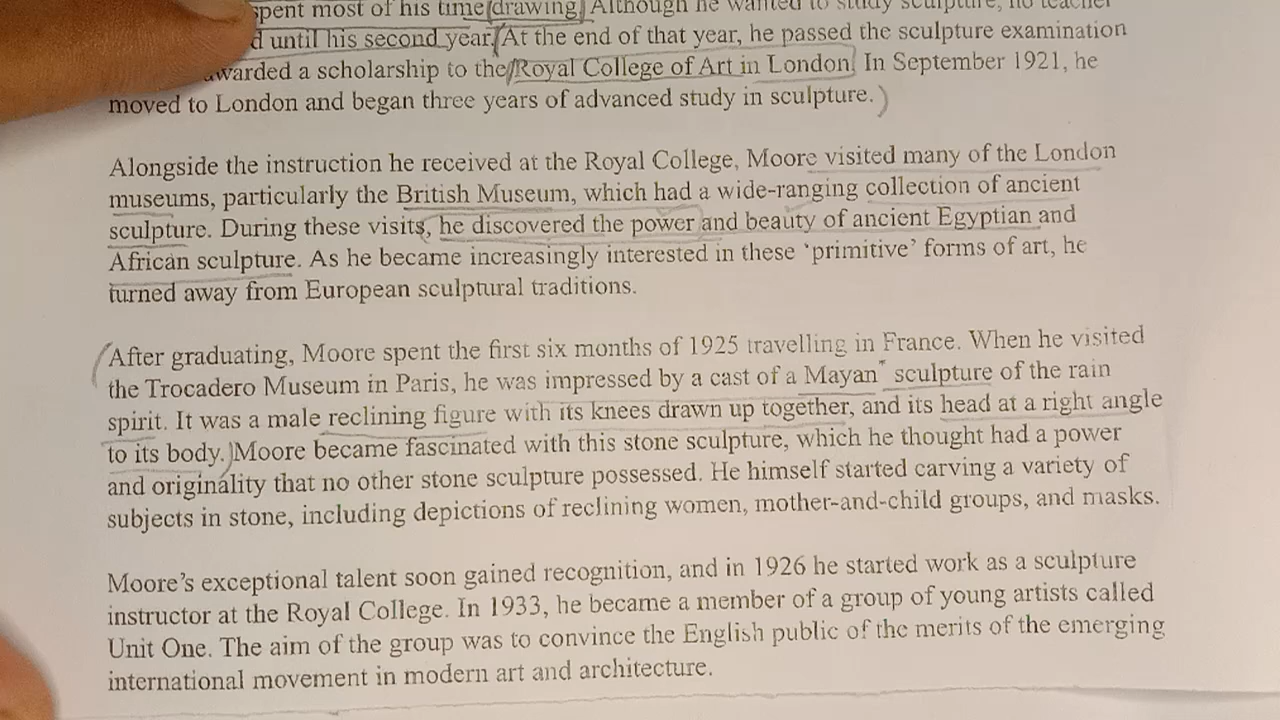 spent most of his time drawing. Although he wanted to study sculpture, no teacher
until his second year. At the end of that year, he passed the sculpture examination
awarded a scholarship to the Royal College of Art in London. In September 1921, he
moved to London and began three years of advanced study in sculpture.
Alongside the instruction he received at the Royal College, Moore visited many of the London
museums, particularly the British Museum, which had a wide-ranging collection of ancient
sculpture. During these visits, he discovered the power and beauty of ancient Egyptian and
African sculpture. As he became increasingly interested in these ‘primitive’ forms of art, he
turned away from European sculptural traditions.
After graduating, Moore spent the first six months of 1925 travelling in France. When he visited
the Trocadero Museum in Paris, he was impressed by a cast of a Mayan* sculpture of the rain
spirit. It was a male reclining figure with its knees drawn up together, and its head at a right angle
to its body. Moore became fascinated with this stone sculpture, which he thought had a power
and originality that no other stone sculpture possessed. He himself started carving a variety of
subjects in stone, including depictions of reclining women, mother-and-child groups, and masks.
Moore’s exceptional talent soon gained recognition, and in 1926 he started work as a sculpture
instructor at the Royal College. In 1933, he became a member of a group of young artists called
Unit One. The aim of the group was to convince the English public of the merits of the emerging
international movement in modern art and architecture.